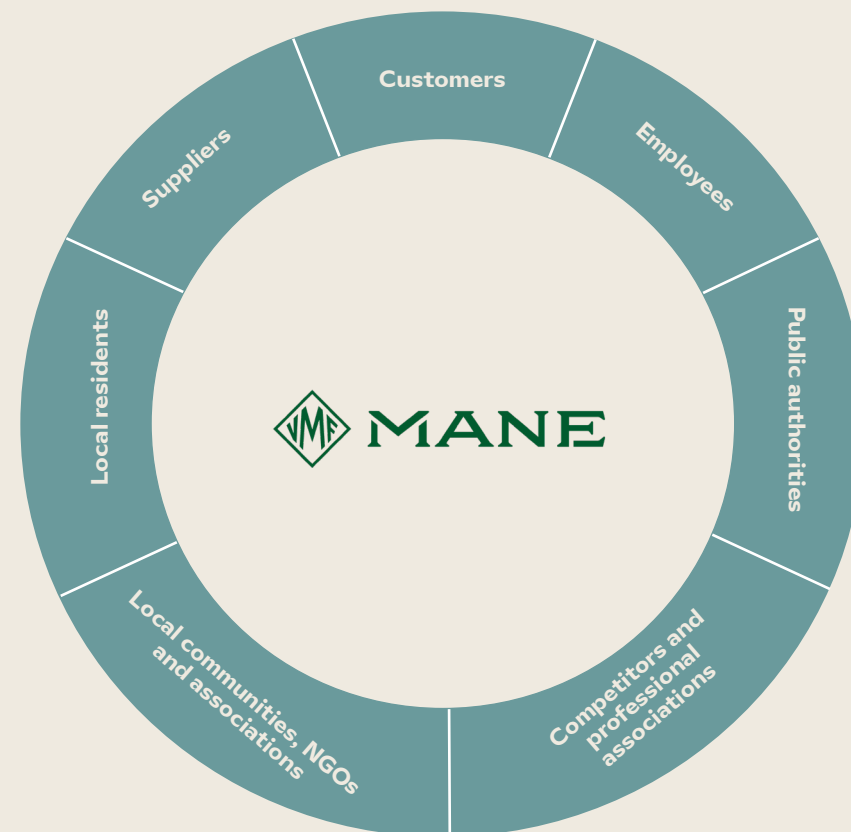 Customers
Employees
Public authorities
Competitors and
professional
associations
Local communities, NGOs
and associations
Local residents
Suppliers
VMF MANE